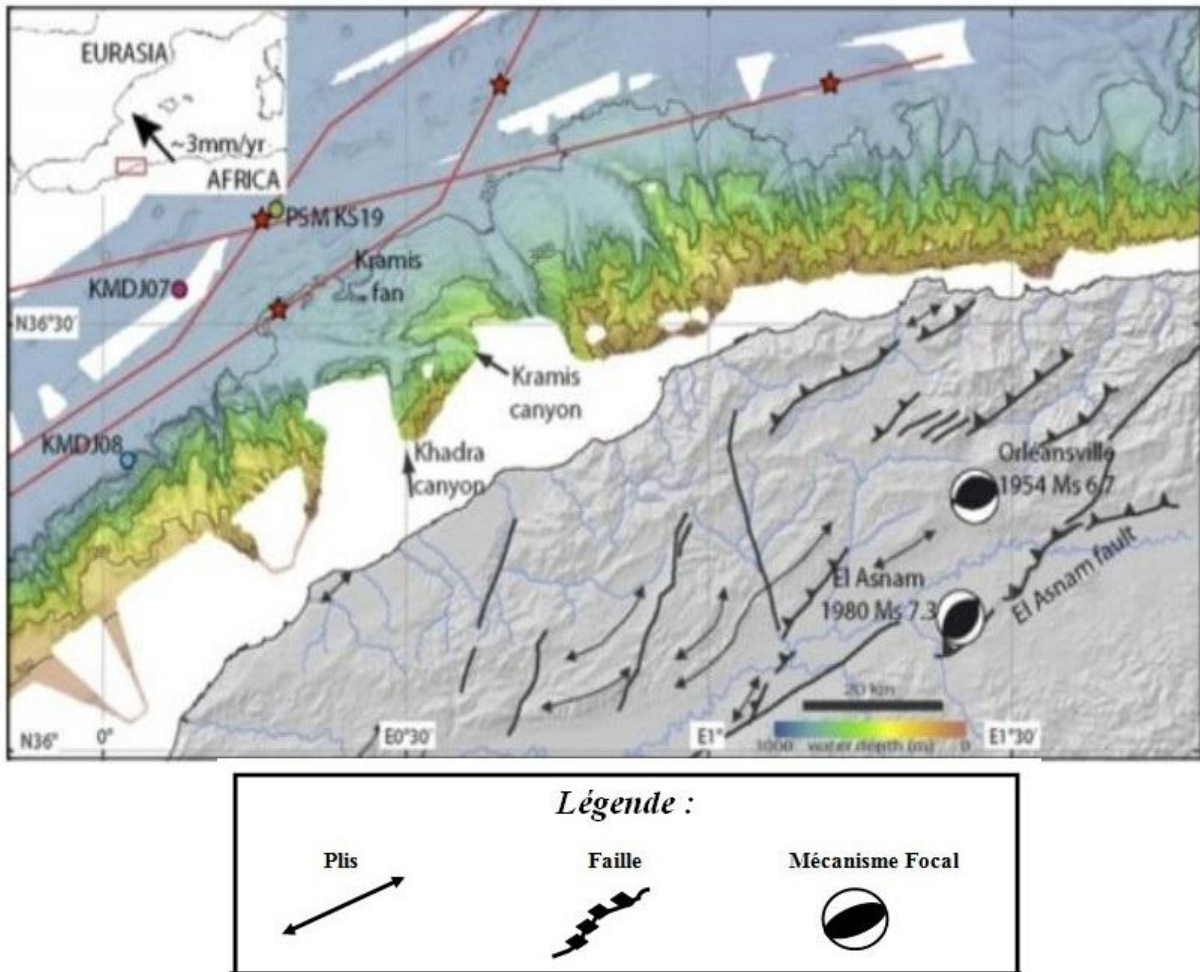 EURASIA
~3mm/yr
AFRICA
PSM KS19
KMDJ07
Kramis
fan
N36°30'
Kramis
canyon
KMDJ08
Khadra
canyon
Orléansville
1954 Ms 6.7
El Asnam
1980 Ms 7.3
El Asnam fault
20 km
N36°
0°
E0°30'
E1°
E1°30'
3000 water depth (m) 0
Légende :
Plis
Faille
Mécanisme Focal